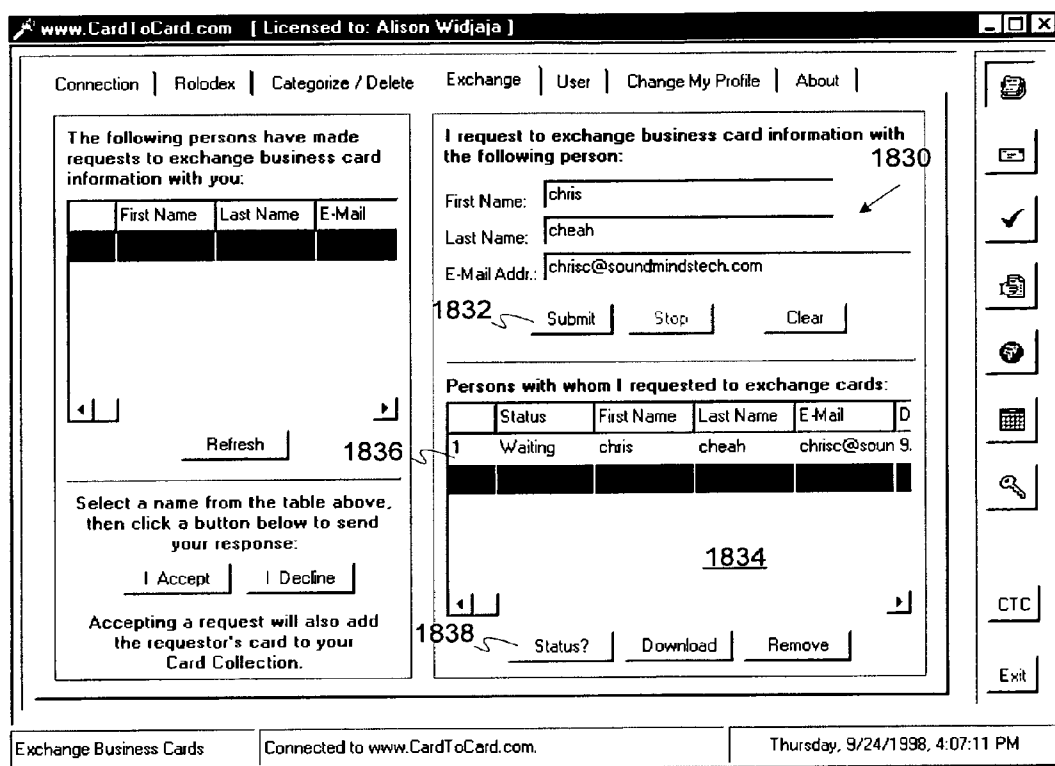 www.CardToCard.com [ Licensed to: Alison Widjaja ]
Connection | Rolodex | Categorize / Delete Exchange | User | Change My Profile | About |
The following persons have made
requests to exchange business card
information with you:
First Name Last Name E-Mail
Refresh
Select a name from the table above,
then click a button below to send
your response:
I Accept I Decline
Accepting a request will also add
the requestor's card to your
Card Collection.
I request to exchange business card information with
the following person:
1830
First Name: chris
Last Name: cheah
E-Mail Addr.: chrisc@soundmindstech.com
1832
Submit Stop Clear
Persons with whom I requested to exchange cards:
Status First Name Last Name E-Mail D
1836
1 Waiting chris cheah chrisc@soun 9.
1834
1838
Status? Download Remove
CTC
Exit
Exchange Business Cards Connected to www.CardToCard.com. Thursday, 9/24/1998, 4:07:11 PM